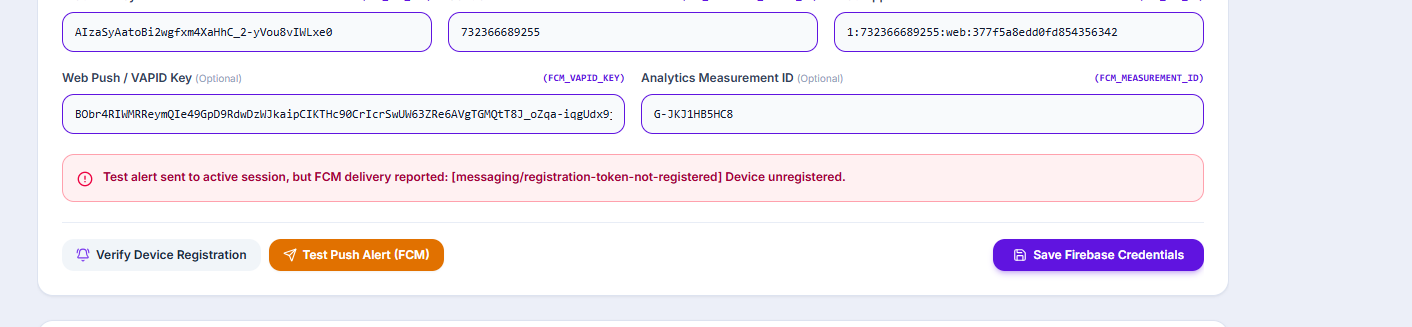 AIzaSyAatoBi2wgfxm4XaHhC_2-yVou8vIWLxe0
732366689255
1:732366689255:web:377f5a8edd0fd854356342
Web Push / VAPID Key (Optional) (FCM_VAPID_KEY)
Analytics Measurement ID (Optional) (FCM_MEASUREMENT_ID)
BObr4RIWMRReymQIe49GpD9RdwDzWJkaipCIKTHc90CrIcrSwUW63ZRe6AVgTGMQtT8J_oZqa-iqgUdx9j
G-JKJ1HB5HC8
Test alert sent to active session, but FCM delivery reported: [messaging/registration-token-not-registered] Device unregistered.
Verify Device Registration
Test Push Alert (FCM)
Save Firebase Credentials